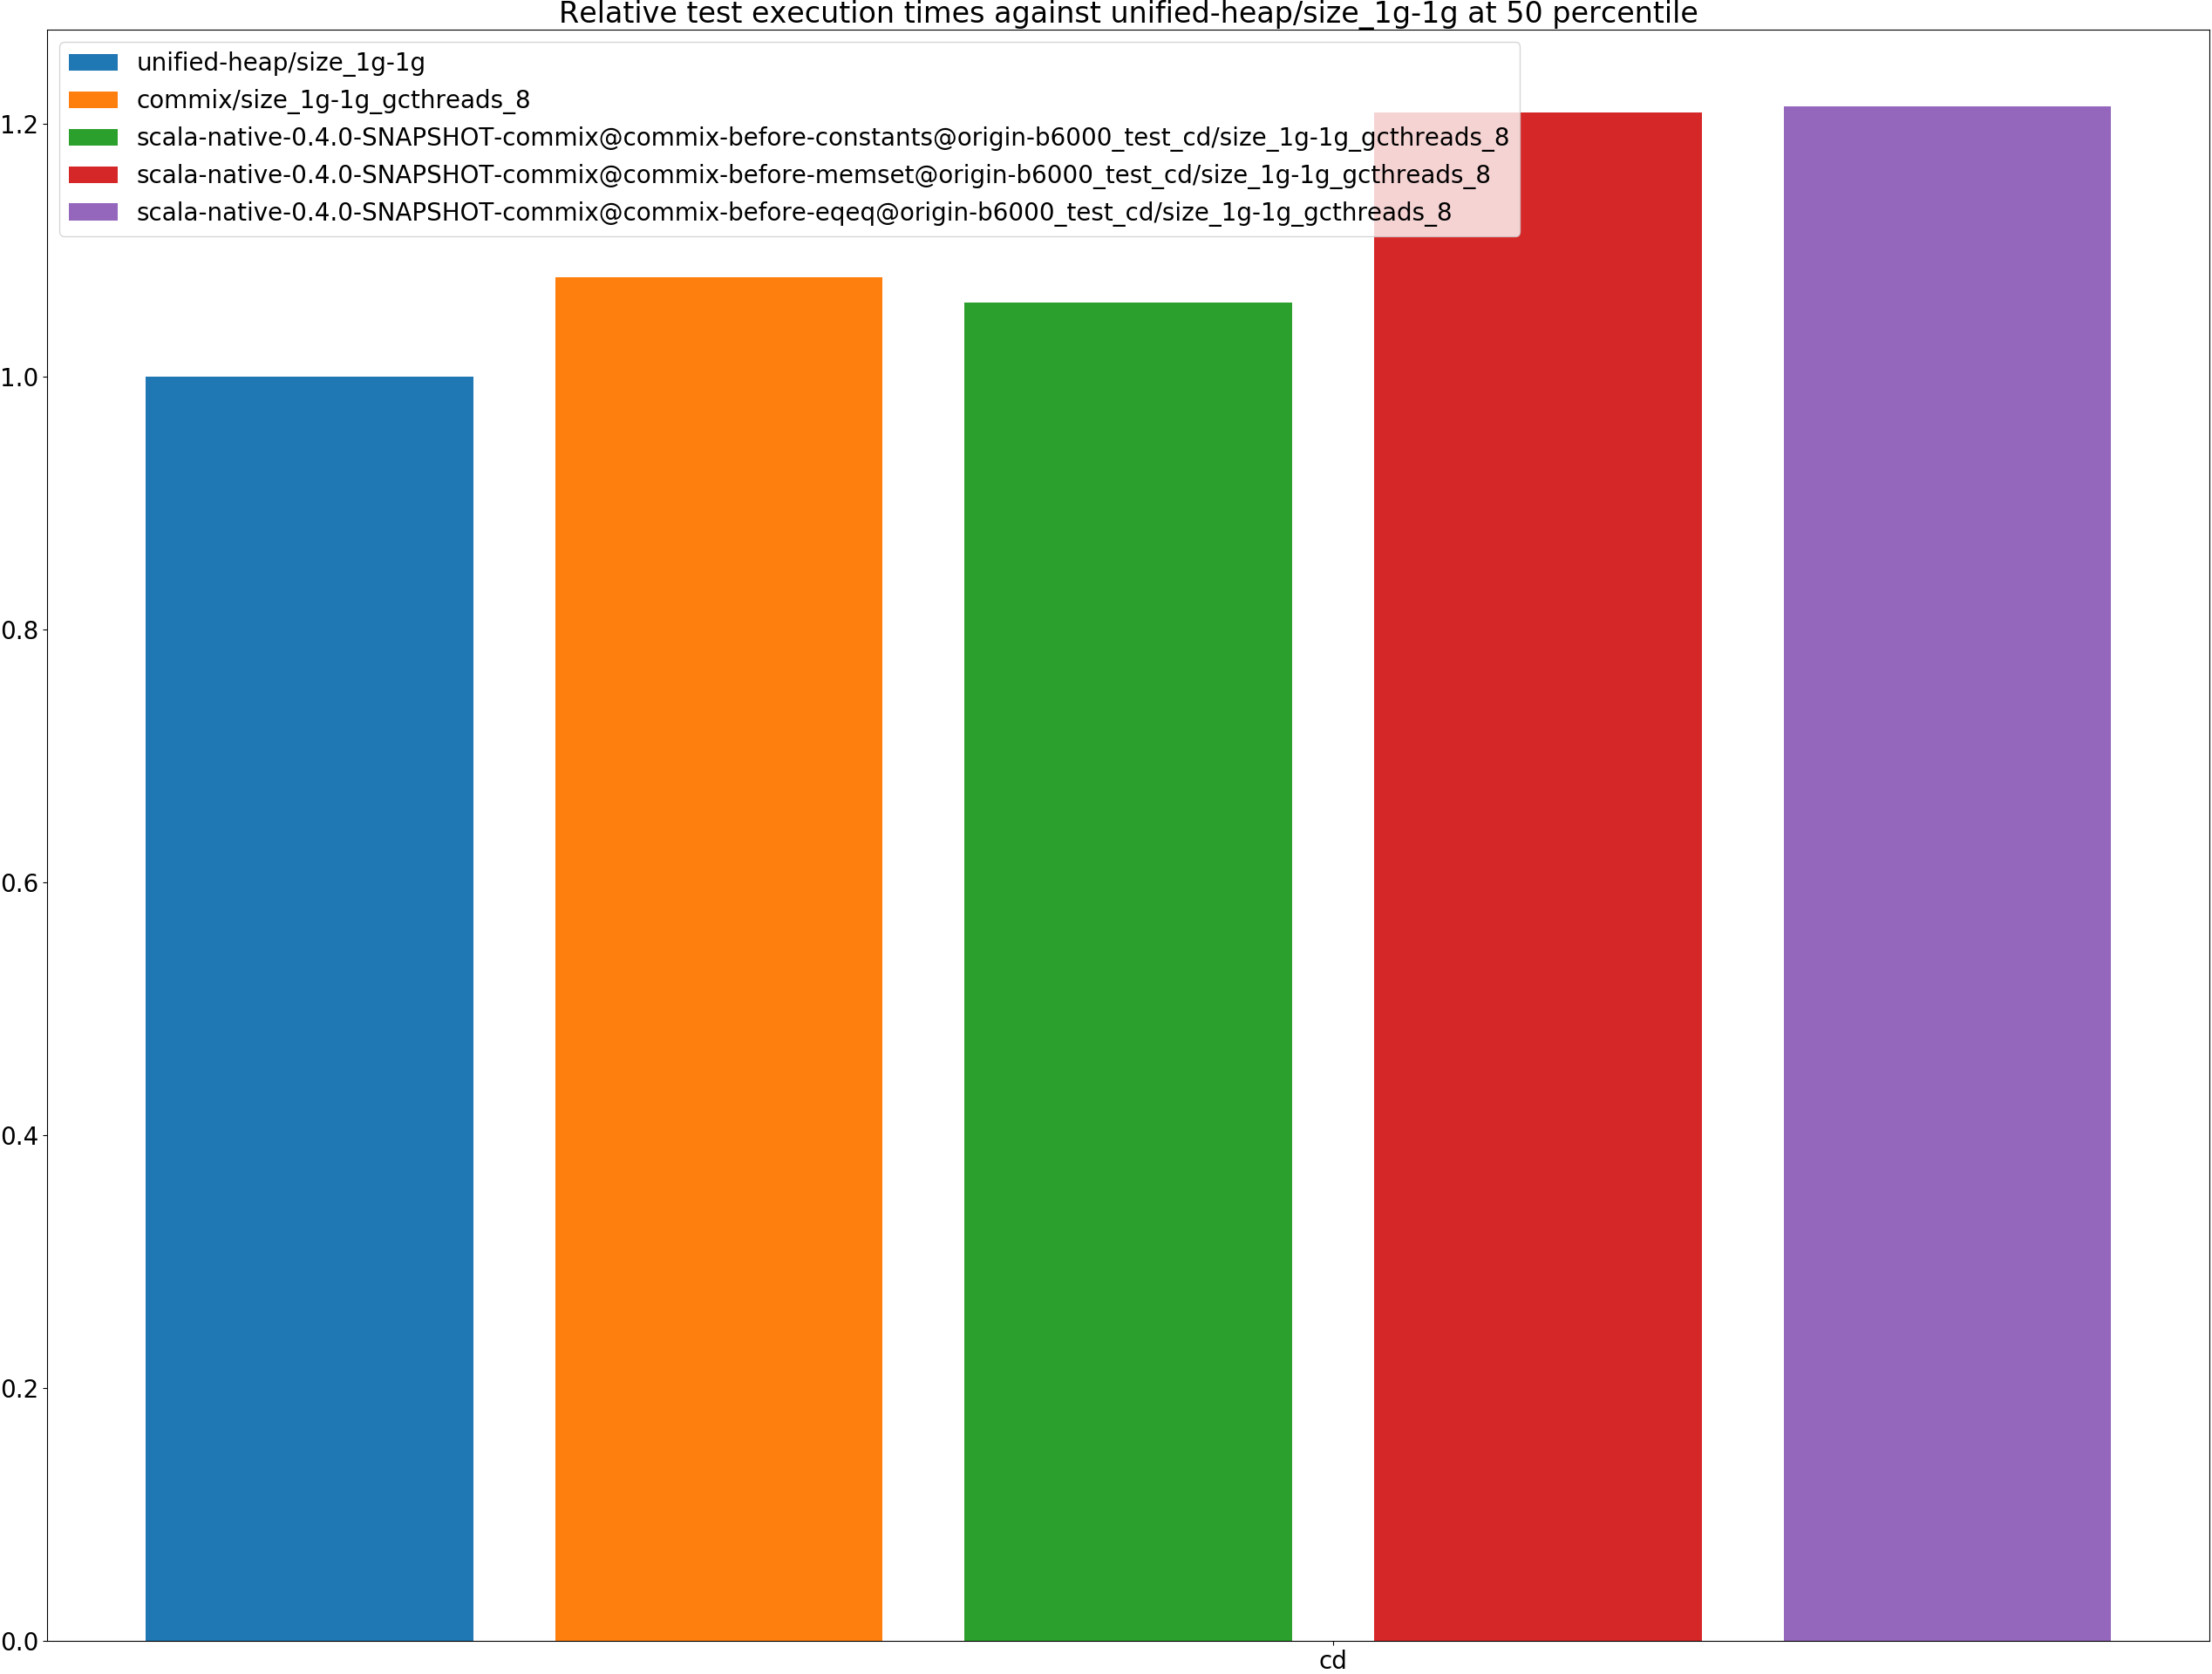 Relative test execution times against unified-heap/size_1g-1g at 50 percentile
unified-heap/size_1g-1g
commix/size_1g-1g_gcthreads_8
scala-native-0.4.0-SNAPSHOT-commix@commix-before-constants@origin-b6000_test_cd/size_1g-1g_gcthreads_8
scala-native-0.4.0-SNAPSHOT-commix@commix-before-memset@origin-b6000_test_cd/size_1g-1g_gcthreads_8
scala-native-0.4.0-SNAPSHOT-commix@commix-before-eqeq@origin-b6000_test_cd/size_1g-1g_gcthreads_8
1.2
1.0
0.8
0.6
0.4
0.2
0.0
cd